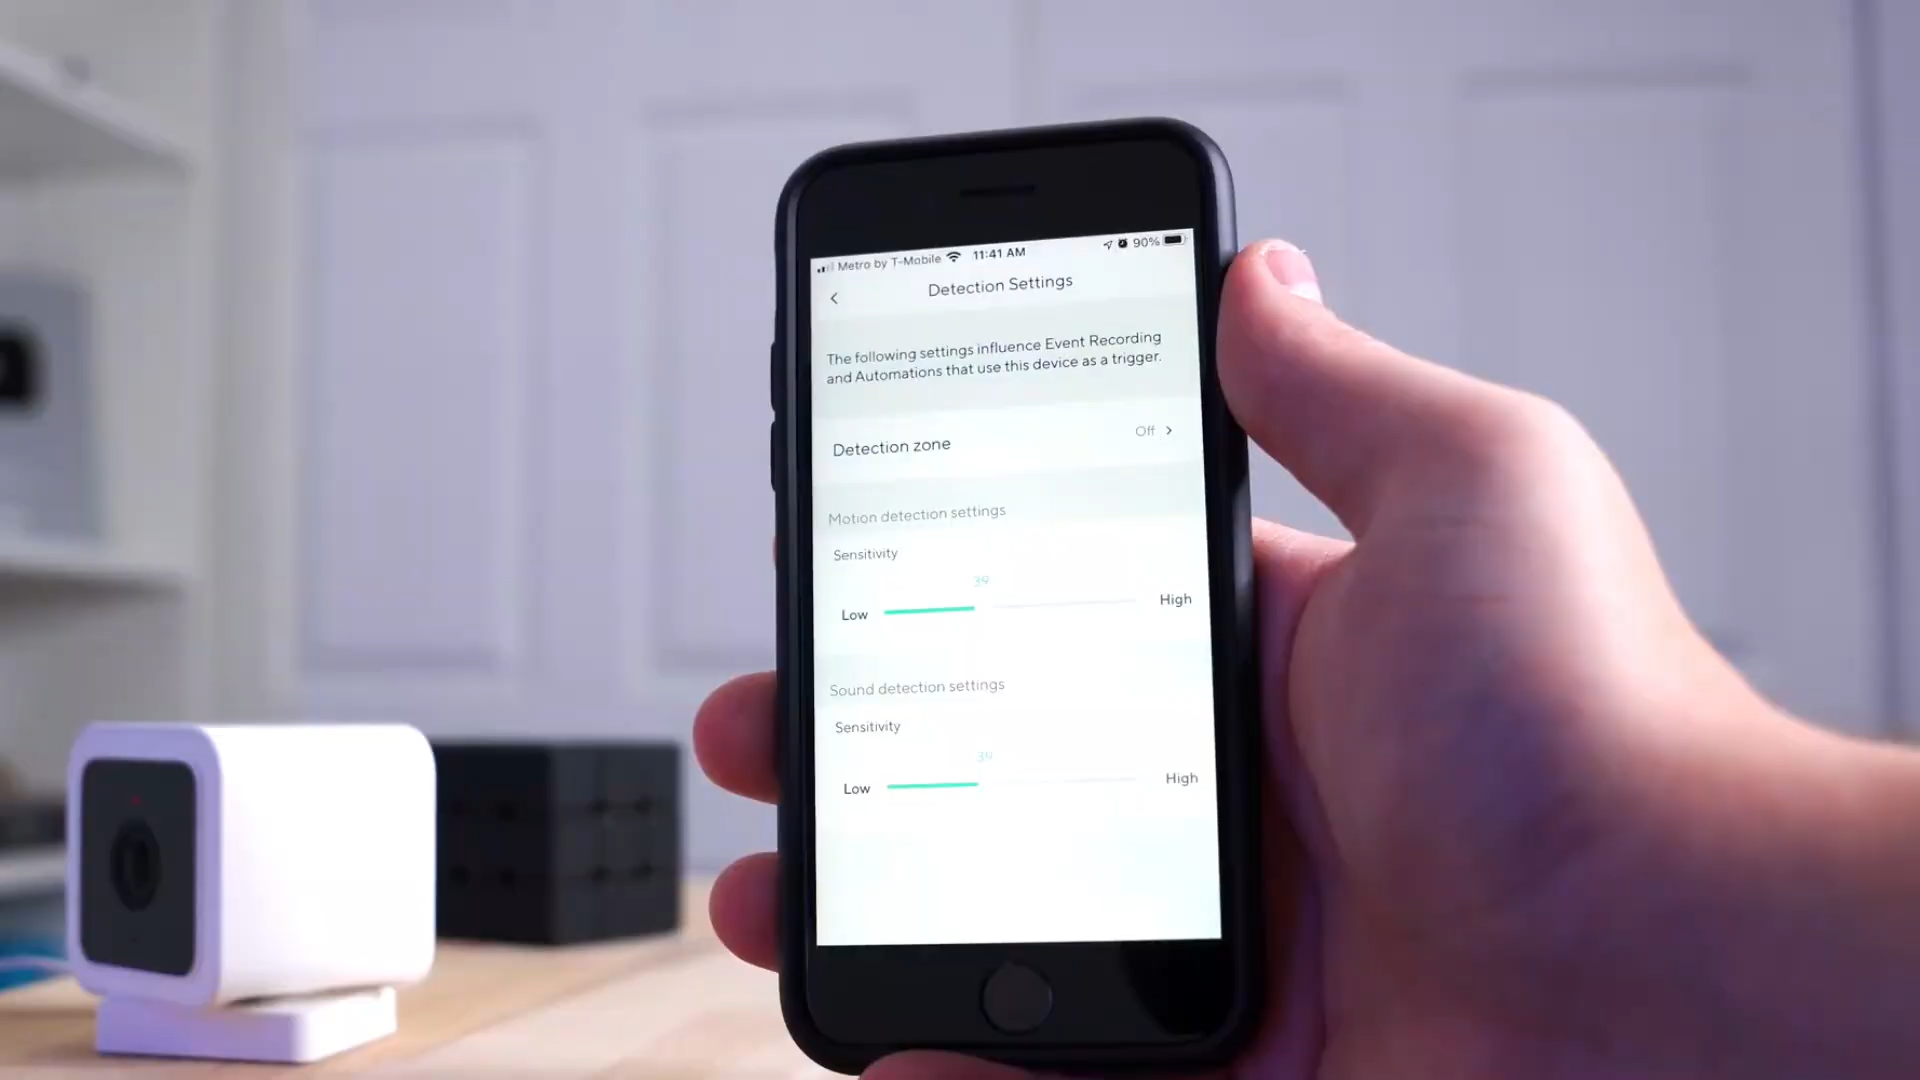 Metro by T-Mobile 11:41 AM 90%
Detection Settings
The following settings influence Event Recording
and Automations that use this device as a trigger.
Detection zone Off
Motion detection settings
Sensitivity
39
Low High
Sound detection settings
Sensitivity
39
Low High